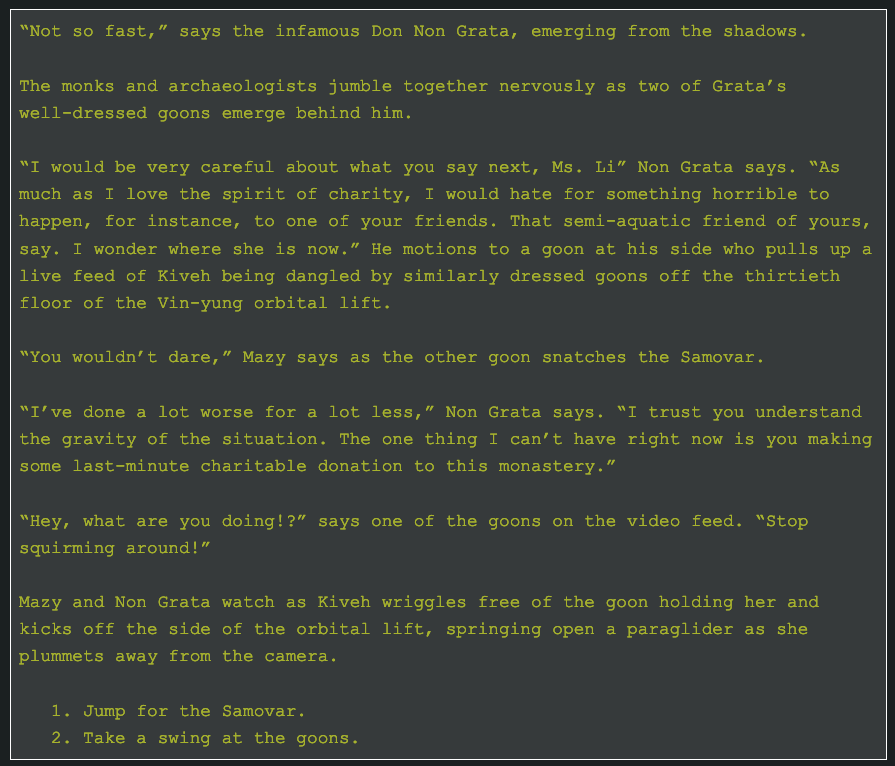 “Not so fast,” says the infamous Don Non Grata, emerging from the shadows.
The monks and archaeologists jumble together nervously as two of Grata’s
well-dressed goons emerge behind him.
“I would be very careful about what you say next, Ms. Li” Non Grata says. “As
much as I love the spirit of charity, I would hate for something horrible to
happen, for instance, to one of your friends. That semi-aquatic friend of yours,
say. I wonder where she is now.” He motions to a goon at his side who pulls up a
live feed of Kiveh being dangled by similarly dressed goons off the thirtieth
floor of the Vin-yung orbital lift.
“You wouldn’t dare,” Mazy says as the other goon snatches the Samovar.
“I’ve done a lot worse for a lot less,” Non Grata says. “I trust you understand
the gravity of the situation. The one thing I can’t have right now is you making
some last-minute charitable donation to this monastery.”
“Hey, what are you doing!?” says one of the goons on the video feed. “Stop
squirming around!”
Mazy and Non Grata watch as Kiveh wriggles free of the goon holding her and
kicks off the side of the orbital lift, springing open a paraglider as she
plummets away from the camera.
1. Jump for the Samovar.
2. Take a swing at the goons.